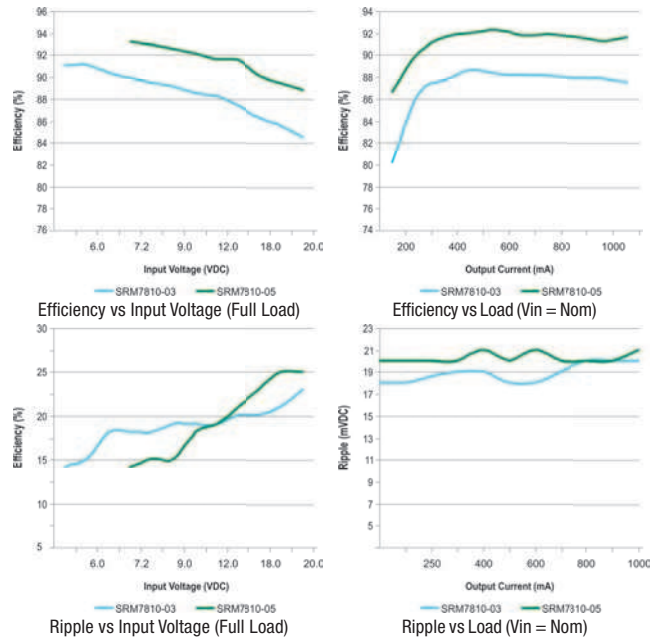 96
94
92
90
88
86
84
82
80
78
76
Efficiency (%)
6.0 7.2 9.0 12.0 18.0 20.0
Input Voltage (VDC)
SRM7810-03 SRM7810-05
Efficiency vs Input Voltage (Full Load)
94
92
90
88
86
84
82
80
78
76
74
Efficiency (%)
200 400 600 800 1000
Output Current (mA)
SRM7810-03 SRM7810-05
Efficiency vs Load (Vin = Nom)
30
25
20
15
10
5
Efficiency (%)
6.0 7.2 9.0 12.0 18.0 20.0
Input Voltage (VDC)
SRM7810-03 SRM7810-05
Ripple vs Input Voltage (Full Load)
23
21
19
17
15
13
11
9
7
5
Ripple (mVDC)
250 400 600 800 1000
Output Current (mA)
SRM7810-03 SRM7810-05
Ripple vs Load (Vin = Nom)